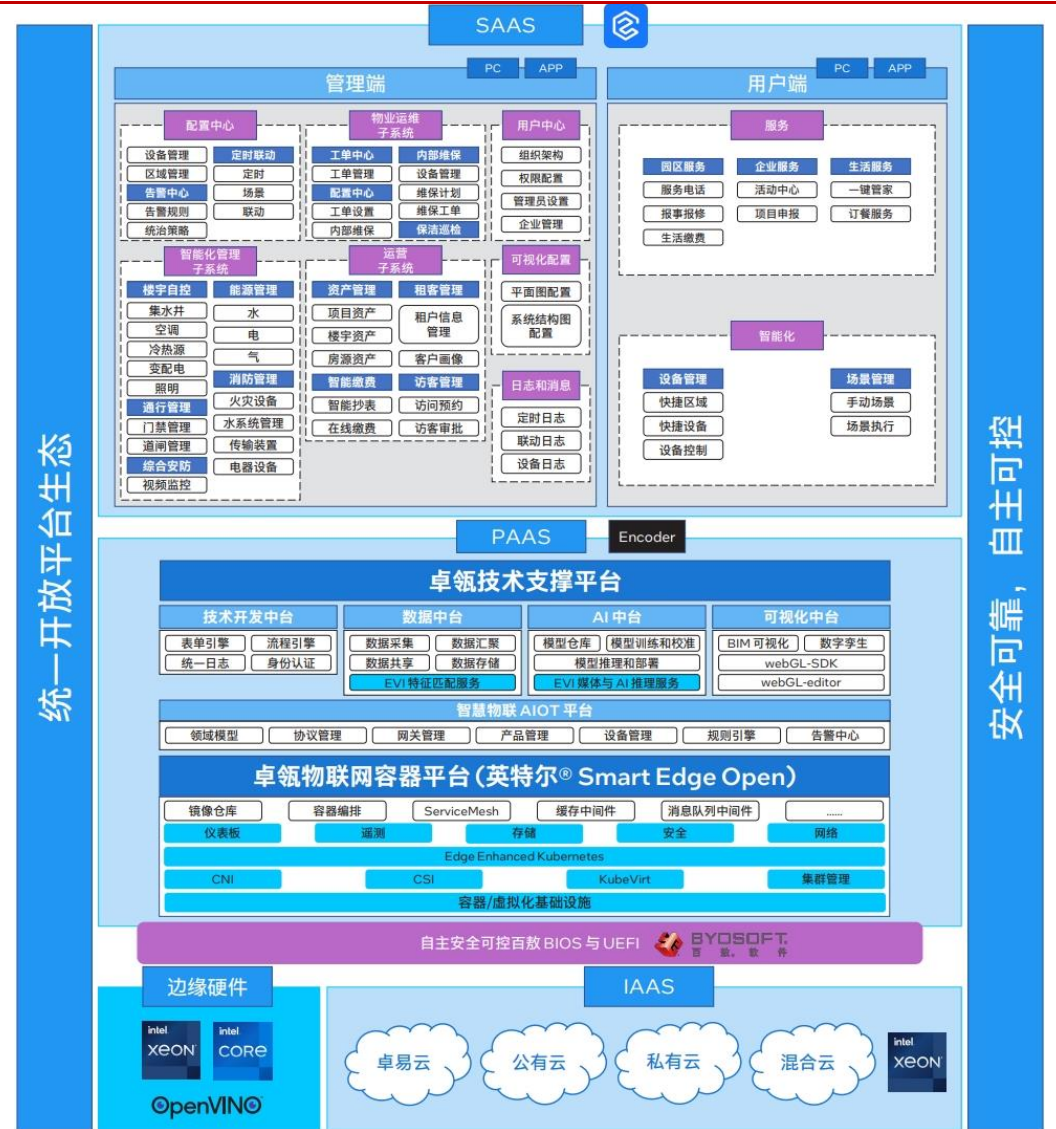 SAAS
管理端
PC
APP
用户端
PC
APP
配置中心
设备管理
区域管理
告警中心
告警规则
统治策略
定时联动
定时
场景
联动
物业运维
子系统
工单中心
工单管理
配置中心
工单设置
内部维保
内部维保
设备管理
维保计划
维保工单
保洁巡检
用户中心
组织架构
权限配置
管理员设置
企业管理
智能化管理
子系统
楼宇自控
集水井
空调
冷热源
变配电
照明
通行管理
门禁管理
道闸管理
综合安防
视频监控
能源管理
水
电
气
消防管理
火灾设备
水系统管理
传输装置
电器设备
运营
子系统
资产管理
项目资产
楼宇资产
房源资产
智能缴费
智能抄表
在线缴费
租客管理
租户信息
管理
客户画像
访客管理
访问预约
访客审批
可视化配置
平面图配置
系统结构图
配置
日志和消息
定时日志
联动日志
设备日志
服务
园区服务
服务电话
报事报修
生活缴费
企业服务
活动中心
项目申报
生活服务
一键管家
订餐服务
智能化
设备管理
快捷区域
快捷设备
设备控制
场景管理
手动场景
场景执行
统一开放平台生态
安全可靠，自主可控
PAAS
Encoder
卓瓴技术支撑平台
技术开发中台
表单引擎
流程引擎
统一日志
身份认证
数据中台
数据采集
数据汇聚
数据共享
数据存储
EVI 特征匹配服务
AI 中台
模型仓库
模型训练和校准
模型推理和部署
EVI 媒体与 AI 推理服务
可视化中台
BIM 可视化
数字孪生
webGL-SDK
webGL-editor
智慧物联 AIOT 平台
领域模型
协议管理
网关管理
产品管理
设备管理
规则引擎
告警中心
卓瓴物联网容器平台（英特尔® Smart Edge Open）
镜像仓库
容器编排
ServiceMesh
缓存中间件
消息队列中间件
......
仪表板
遥测
存储
安全
网络
Edge Enhanced Kubernetes
CNI
CSI
KubeVirt
集群管理
容器/虚拟化基础设施
自主安全可控百敖 BIOS 与 UEFI
BYOSOFT.
百敖软件
边缘硬件
intel
XEON
intel
CORE
OpenVINO
IAAS
卓易云
公有云
私有云
混合云
intel
XEON